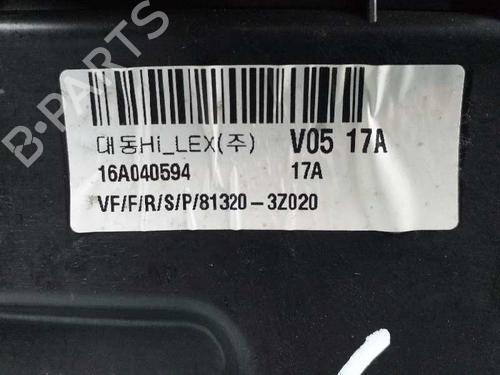 B-PARTS
대동Hi_LEX(주) V05 17A
16A040594 17A
VF/F/R/S/P/81320-3Z020